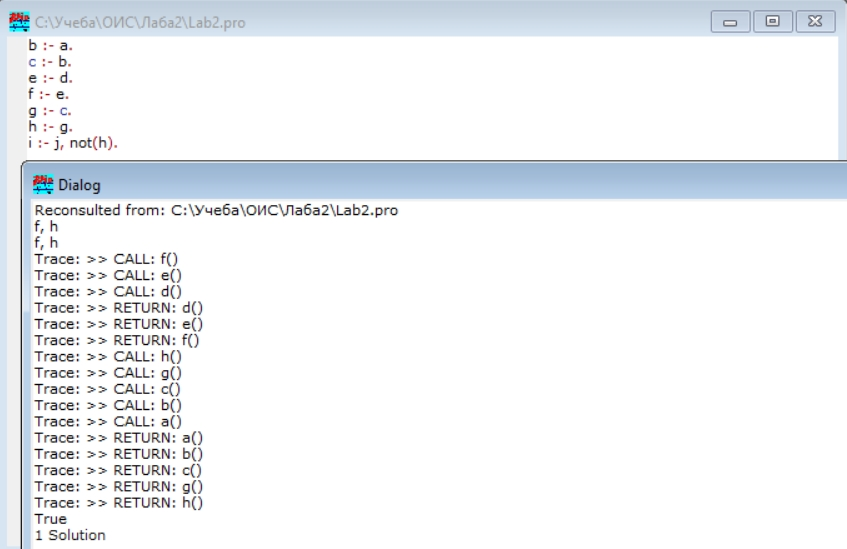 C:\Учеба\ОИС\Лаба2\Lab2.pro
b :- a.
c :- b.
e :- d.
f :- e.
g :- c.
h :- g.
i :- j, not(h).
Dialog
Reconsulted from: C:\Учеба\ОИС\Лаба2\Lab2.pro
f, h
f, h
Trace: >> CALL: f()
Trace: >> CALL: e()
Trace: >> CALL: d()
Trace: >> RETURN: d()
Trace: >> RETURN: e()
Trace: >> RETURN: f()
Trace: >> CALL: h()
Trace: >> CALL: g()
Trace: >> CALL: c()
Trace: >> CALL: b()
Trace: >> CALL: a()
Trace: >> RETURN: a()
Trace: >> RETURN: b()
Trace: >> RETURN: c()
Trace: >> RETURN: g()
Trace: >> RETURN: h()
True
1 Solution